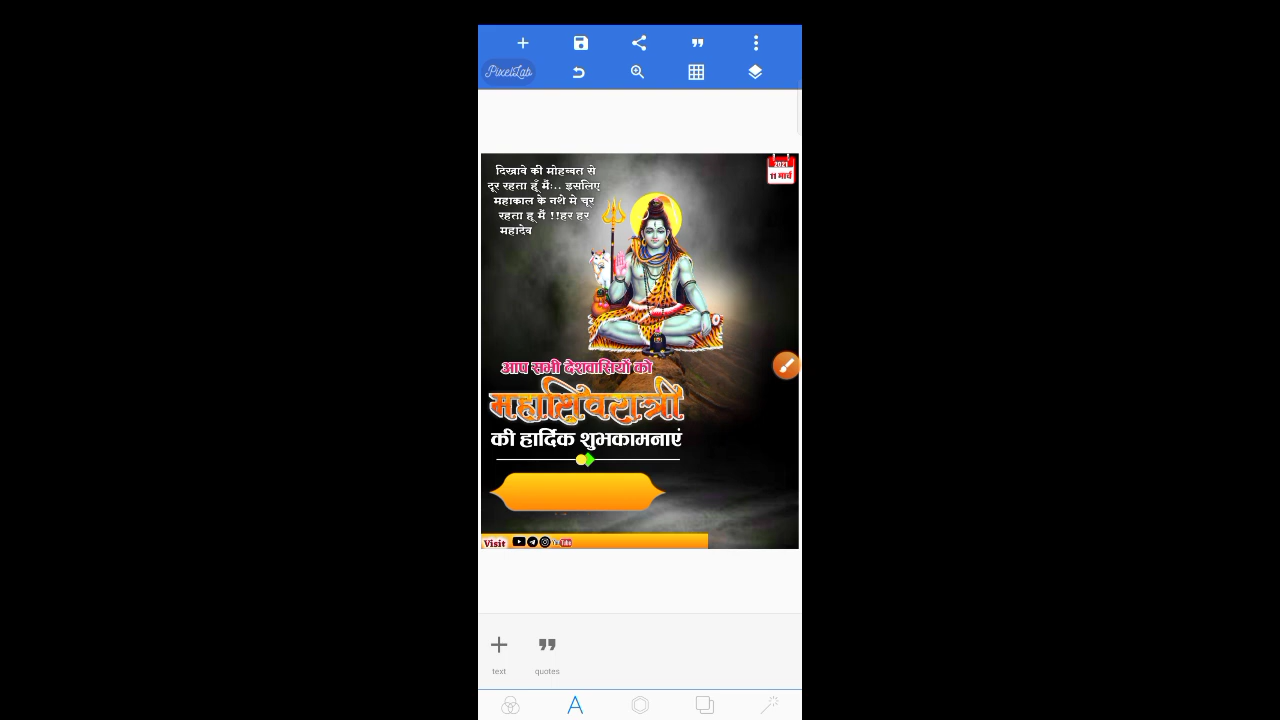 PixelLab
2021
11 मार्च
दिखावे की मोहब्बत से
दूर रहता हूँ मैं:.. इसलिए
महाकाल के नशे मे चूर
रहता हू मैं !!हर हर
महादेव
आप सभी देशवासियों को
महाशिवरात्री
की हार्दिक शुभकामनाएं
Visit YouTube
text
quotes